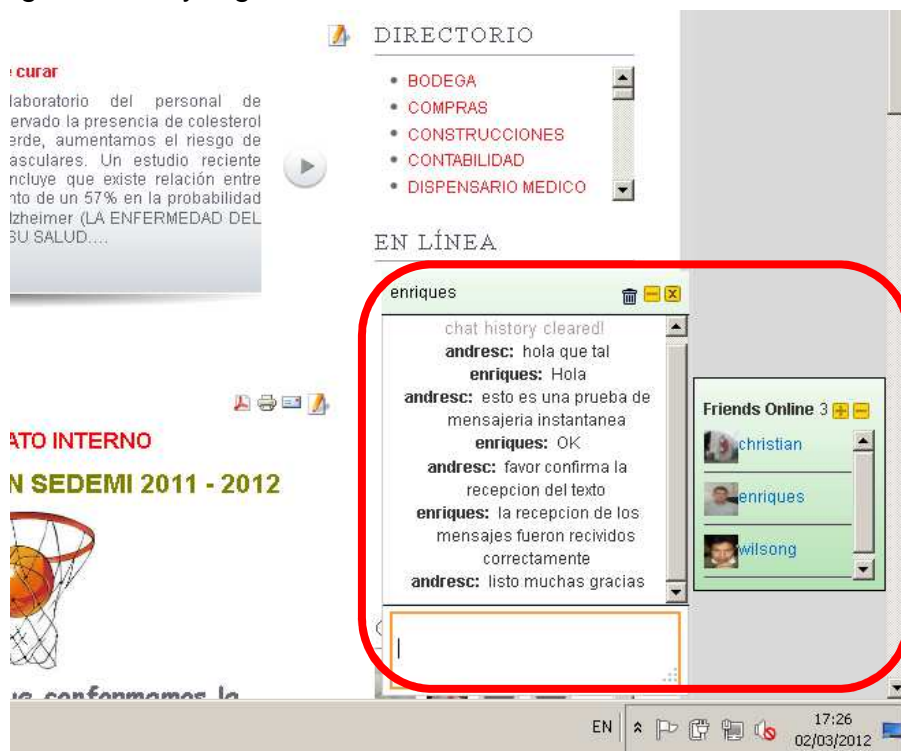 DIRECTORIO
curar
laboratorio del personal de
ervado la presencia de colesterol
erde, aumentamos el riesgo de
asculares. Un estudio reciente
ncluye que existe relación entre
nto de un 57% en la probabilidad
lzheimer (LA ENFERMEDAD DEL
SU SALUD....
BODEGA
COMPRAS
CONSTRUCCIONES
CONTABILIDAD
DISPENSARIO MEDICO
EN LÍNEA
enriques
chat history cleared!
andresc: hola que tal
enriques: Hola
andresc: esto es una prueba de
mensajeria instantanea
enriques: OK
andresc: favor confirma la
recepcion del texto
enriques: la recepcion de los
mensajes fueron recividos
correctamente
andresc: listo muchas gracias
Friends Online 3
christian
enriques
wilsong
ATO INTERNO
N SEDEMI 2011 - 2012
EN
17:26
02/03/2012